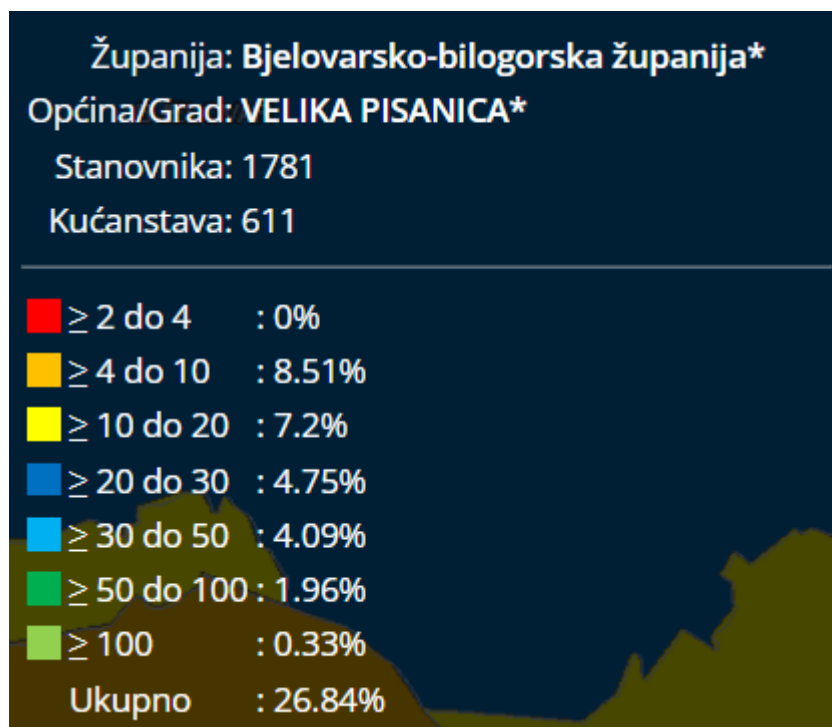 Županija: Bjelovarsko-bilogorska županija*
Općina/Grad: VELIKA PISANICA*
Stanovnika: 1781
Kućanstava: 611
≥ 2 do 4 : 0%
≥ 4 do 10 : 8.51%
≥ 10 do 20 : 7.2%
≥ 20 do 30 : 4.75%
≥ 30 do 50 : 4.09%
≥ 50 do 100 : 1.96%
≥ 100 : 0.33%
Ukupno : 26.84%